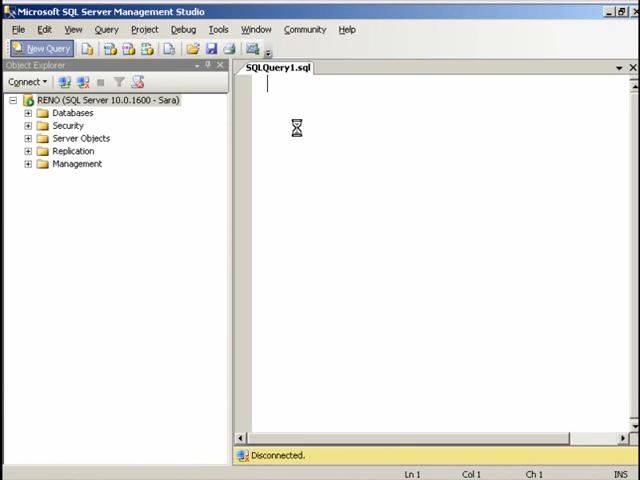 Microsoft SQL Server Management Studio
File Edit View Query Project Debug Tools Window Community Help
New Query
Object Explorer
SQLQuery1.sql
Connect
RENO (SQL Server 10.0.1600 - Sara)
Databases
Security
Server Objects
Replication
Management
Disconnected.
Ln 1 Col 1 Ch 1 INS